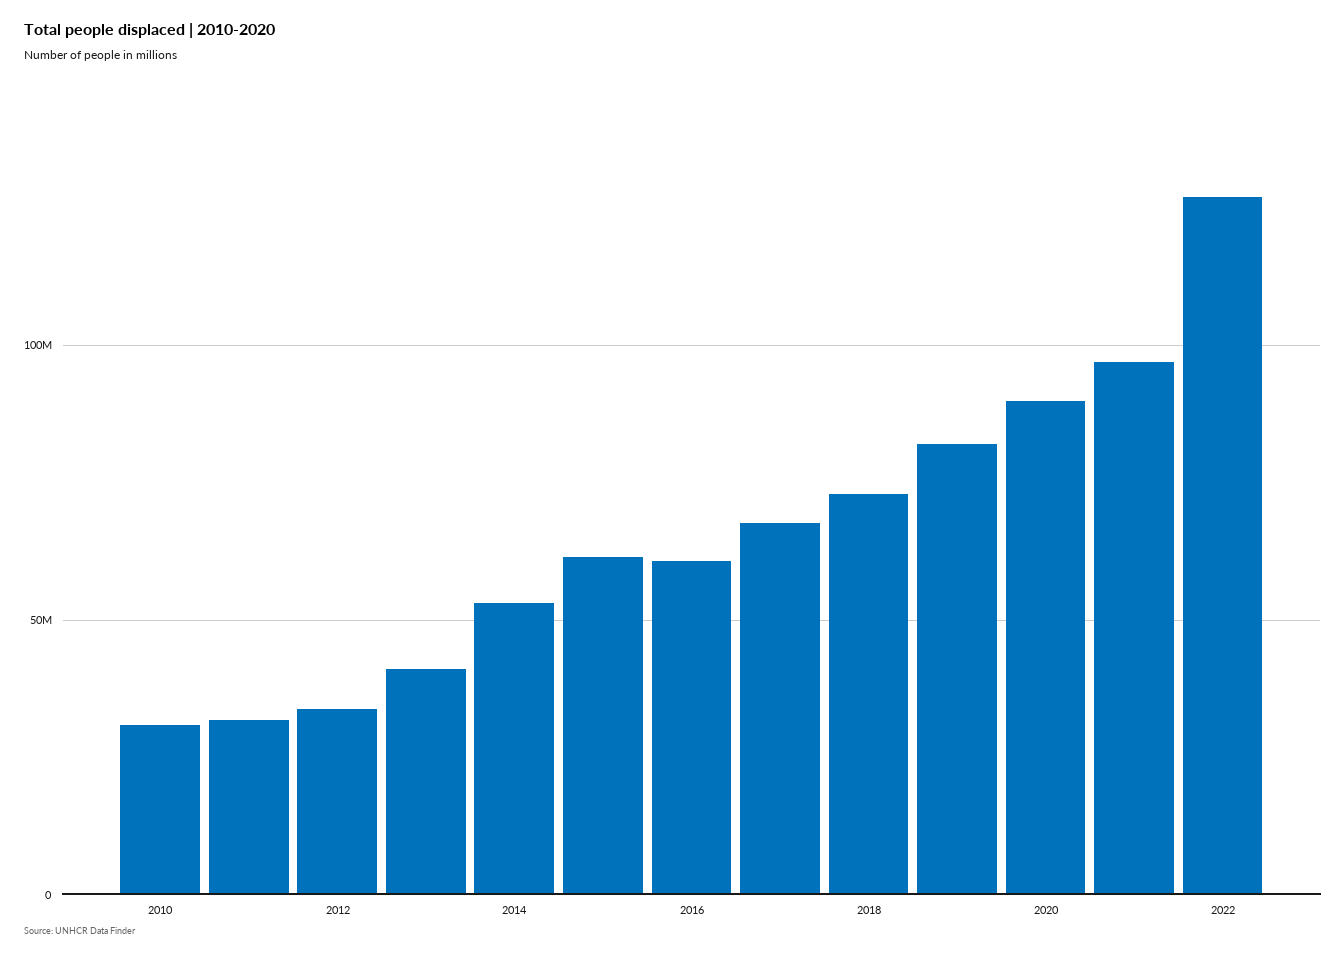 Total people displaced | 2010-2020
Number of people in millions
100M
50M
0
2010 2012 2014 2016 2018 2020 2022
Source: UNHCR Data Finder